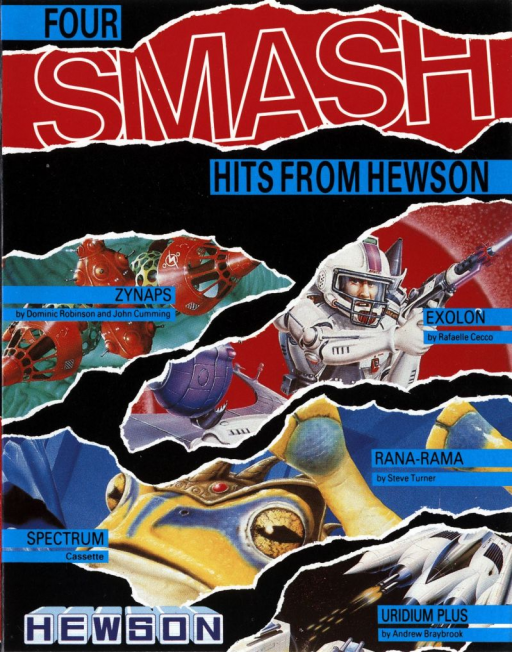 FOUR
SMASH
HITS FROM HEWSON
ZYNAPS
by Dominic Robinson and John Cumming
EXOLON
by Rafaelle Cecco
RANA-RAMA
by Steve Turner
SPECTRUM
Cassette
HEWSON
URIDIUM PLUS
by Andrew Braybrook